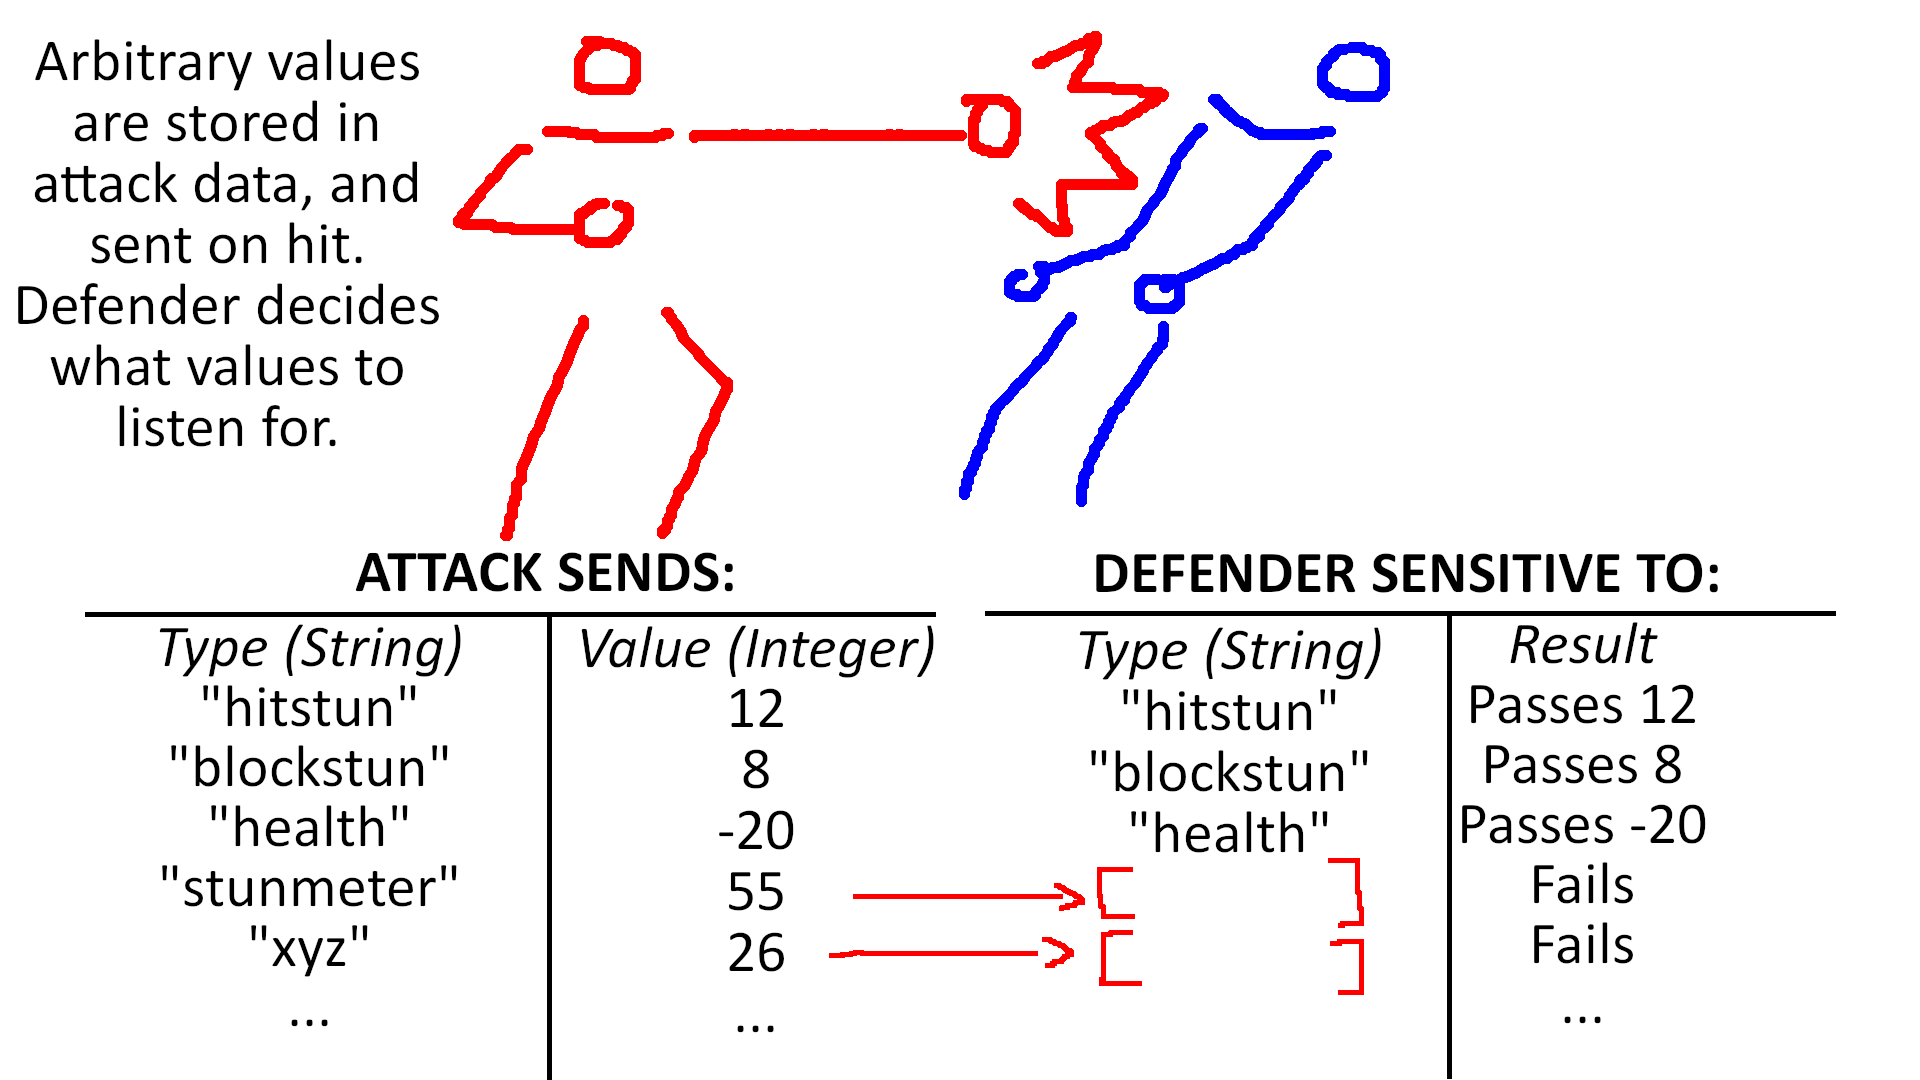 Arbitrary values
are stored in
attack data, and
sent on hit.
Defender decides
what values to
listen for.
ATTACK SENDS:
Type (String) Value (Integer)
"hitstun" 12
"blockstun" 8
"health" -20
"stunmeter" 55
"xyz" 26
... ...
DEFENDER SENSITIVE TO:
Type (String) Result
"hitstun" Passes 12
"blockstun" Passes 8
"health" Passes -20
Fails
Fails
...